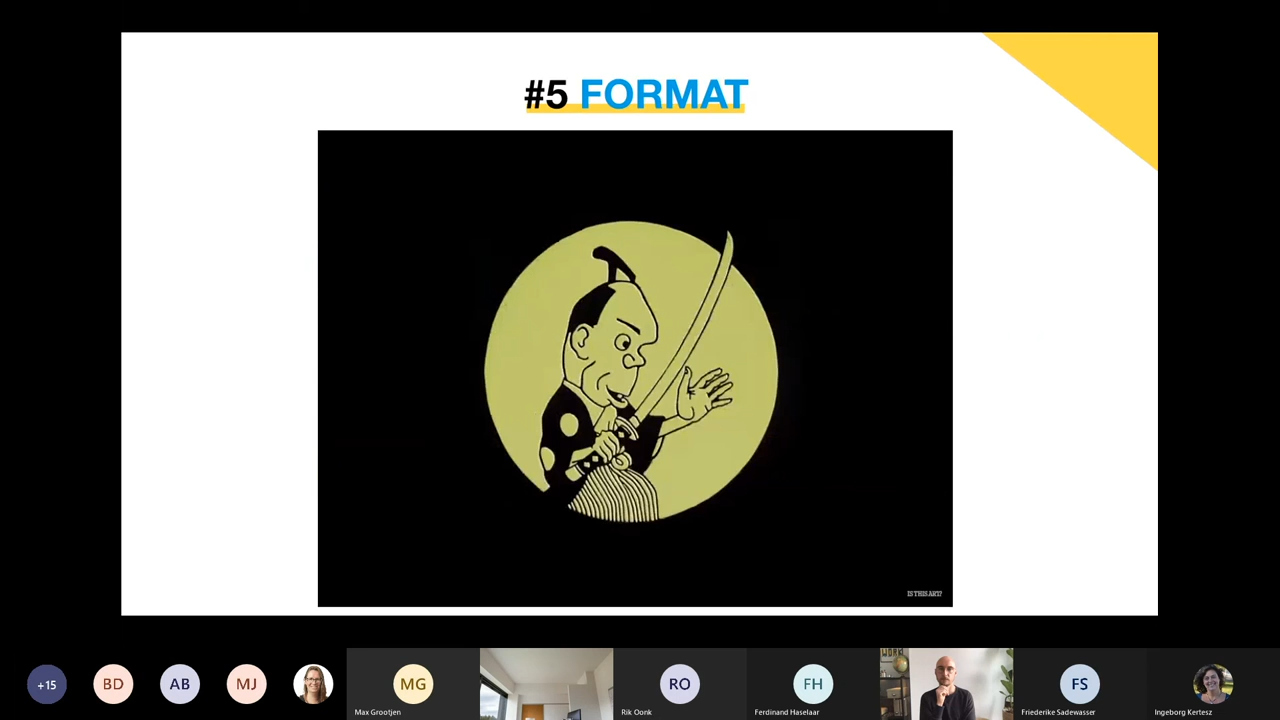 #5 FORMAT
IS THIS ART?
+15
BD
AB
MJ
MG
Max Grootjen
RO
Rik Oonk
FH
Ferdinand Haselaar
WORK
FS
Friederike Sadewasser
Ingeborg Kertesz